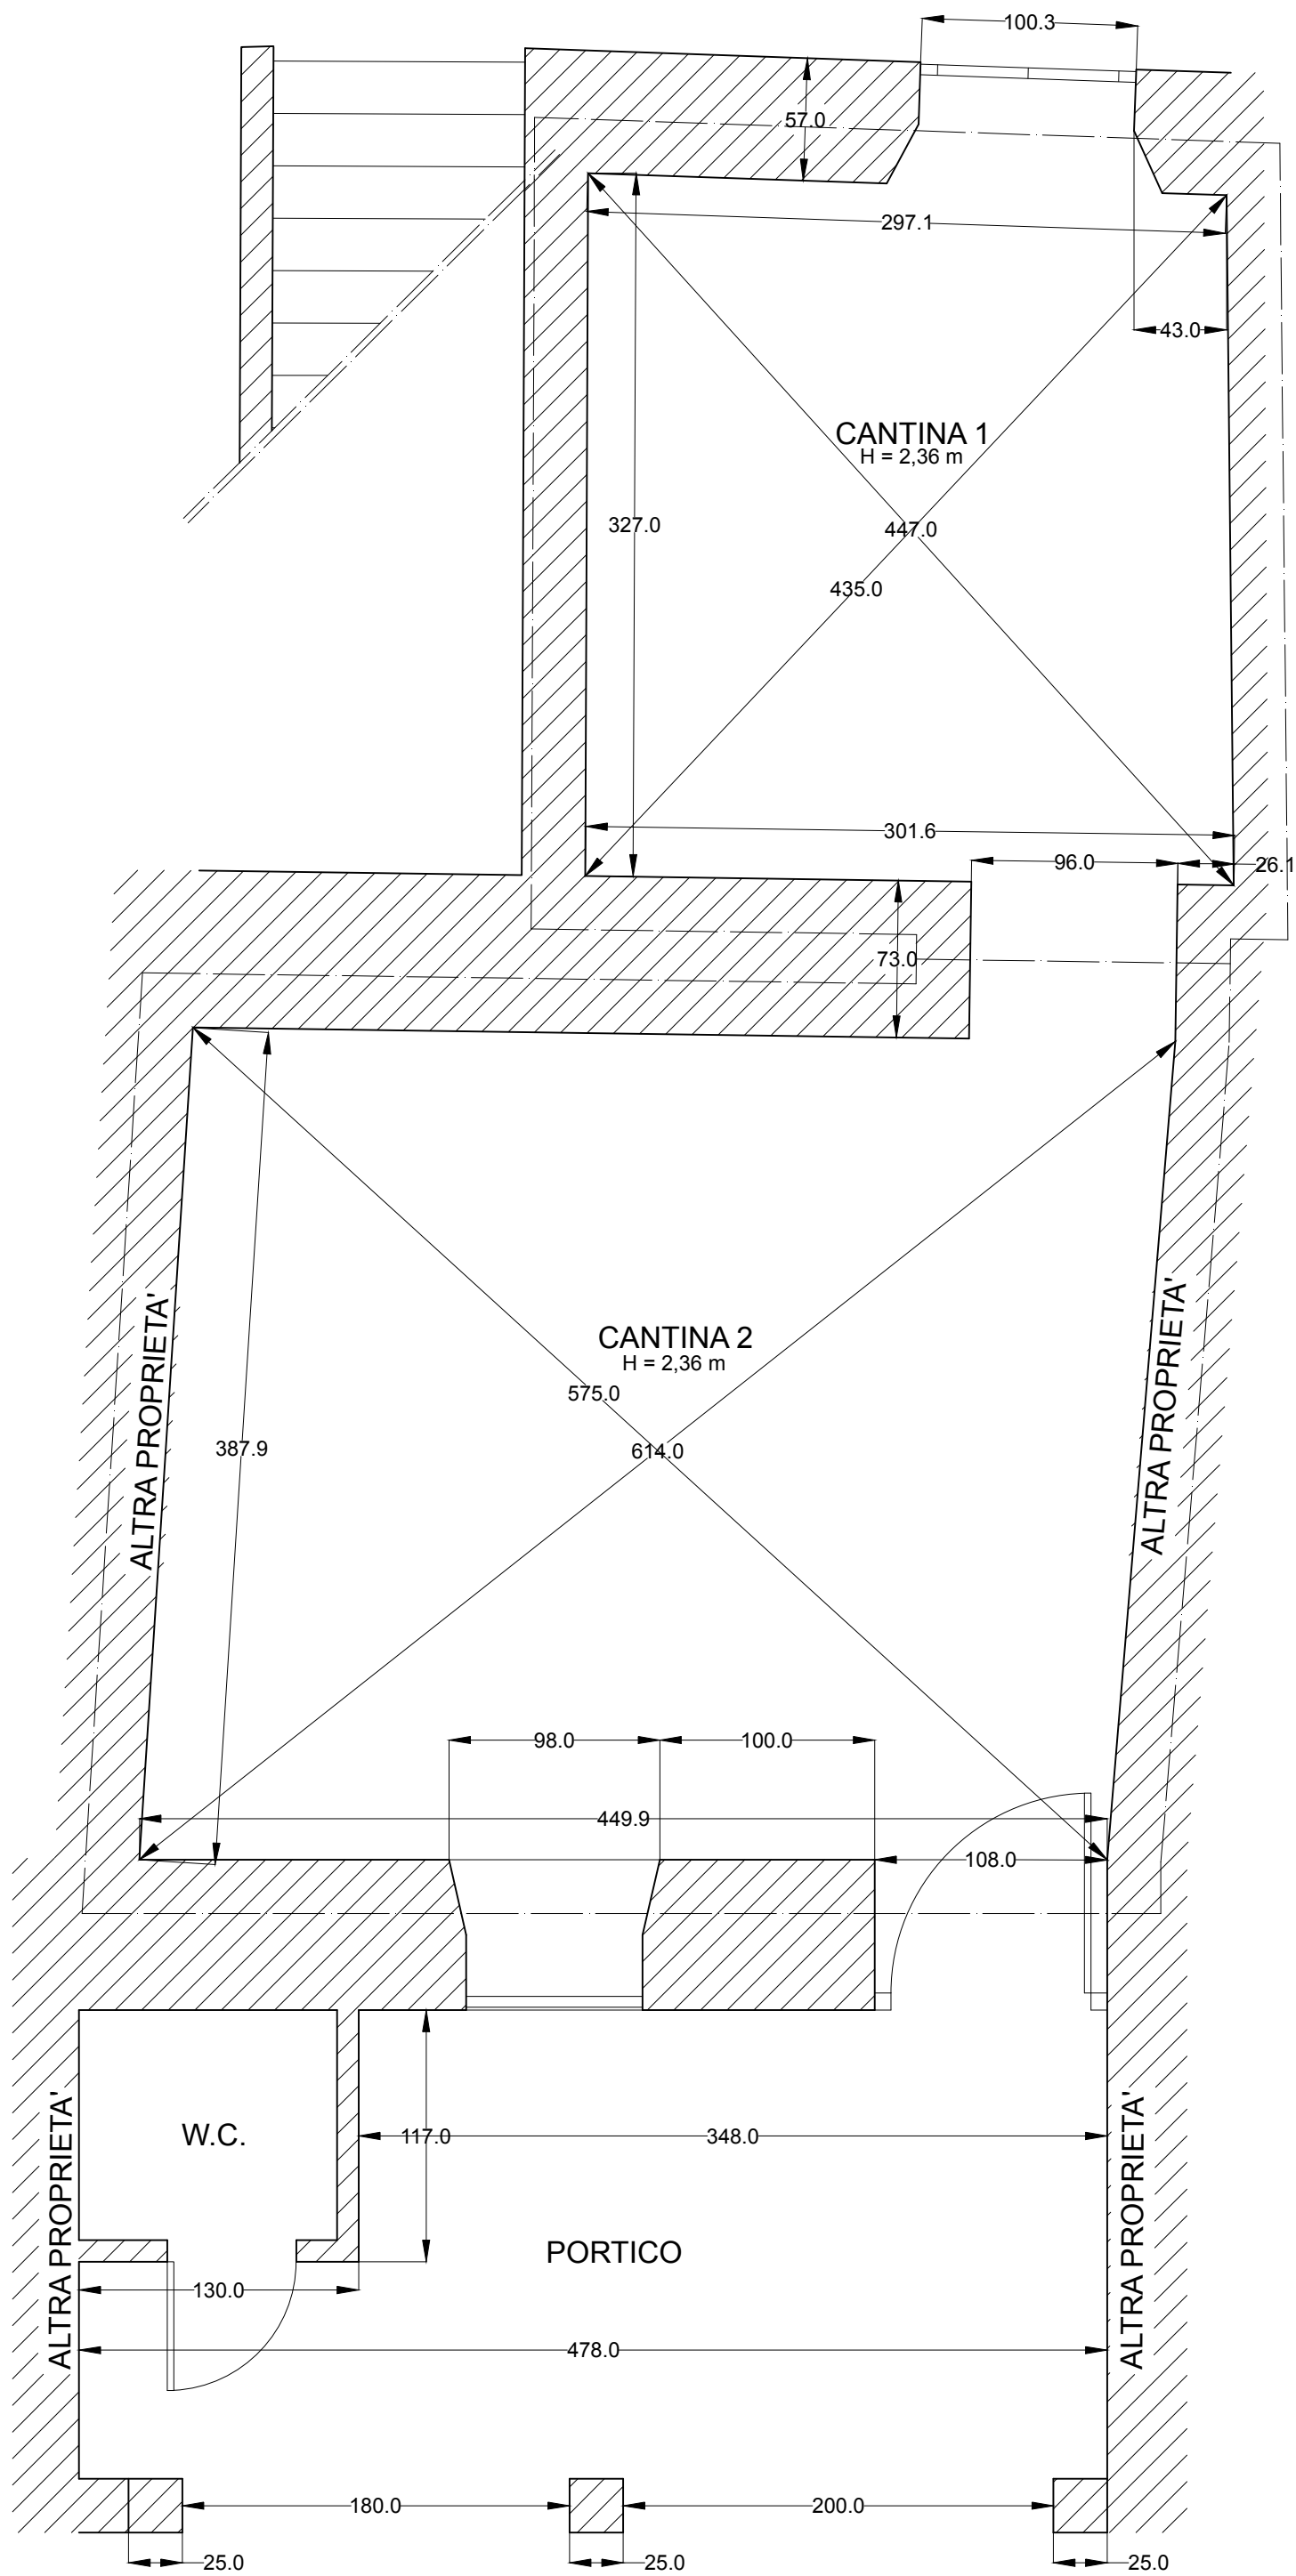 100.3
57.0
297.1
43.0
CANTINA 1
H = 2,36 m
327.0
447.0
435.0
301.6
96.0
26.1
73.0
ALTRA PROPRIETA'
ALTRA PROPRIETA'
CANTINA 2
H = 2,36 m
575.0
387.9
614.0
98.0
100.0
449.9
108.0
ALTRA PROPRIETA'
W.C.
117.0
348.0
ALTRA PROPRIETA'
PORTICO
130.0
478.0
180.0
200.0
25.0
25.0
25.0